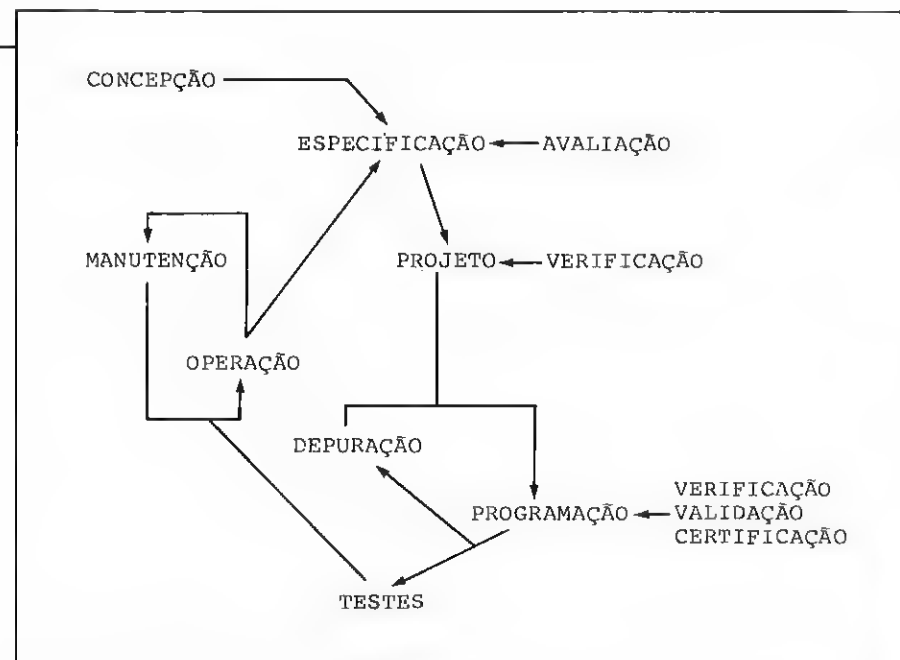 CONCEPÇÃO
ESPECIFICAÇÃO
AVALIAÇÃO
MANUTENÇÃO
PROJETO
VERIFICAÇÃO
OPERAÇÃO
DEPURAÇÃO
PROGRAMAÇÃO
VERIFICAÇÃO
VALIDAÇÃO
CERTIFICAÇÃO
TESTES